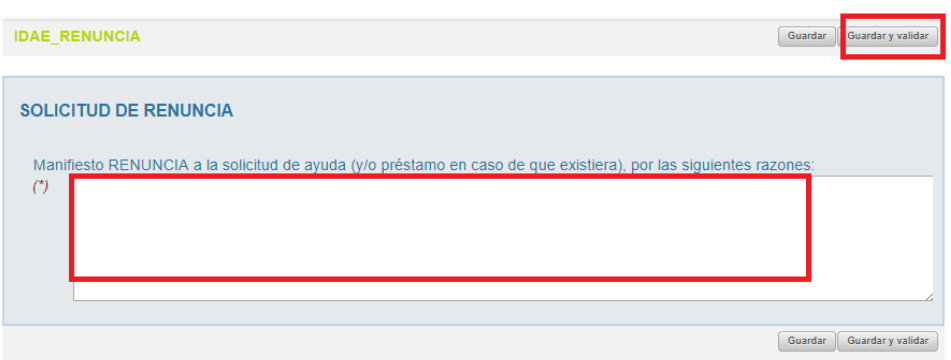 IDAE_RENUNCIA
Guardar Guardar y validar
SOLICITUD DE RENUNCIA
Manifiesto RENUNCIA a la solicitud de ayuda (y/o préstamo en caso de que existiera), por las siguientes razones:
(*)
Guardar Guardar y validar